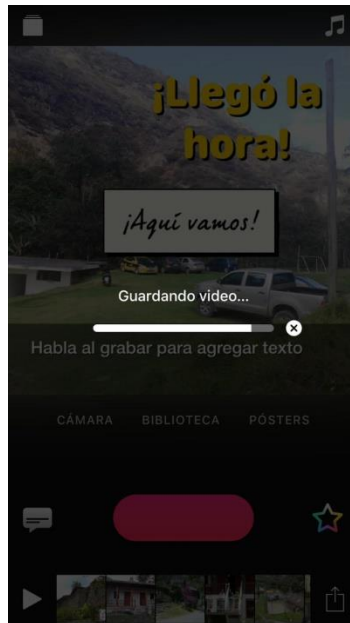 ¡Llegó la
hora!
¡Aquí vamos!
Guardando video...
Habla al grabar para agregar texto
CÁMARA BIBLIOTECA PÓSTERS